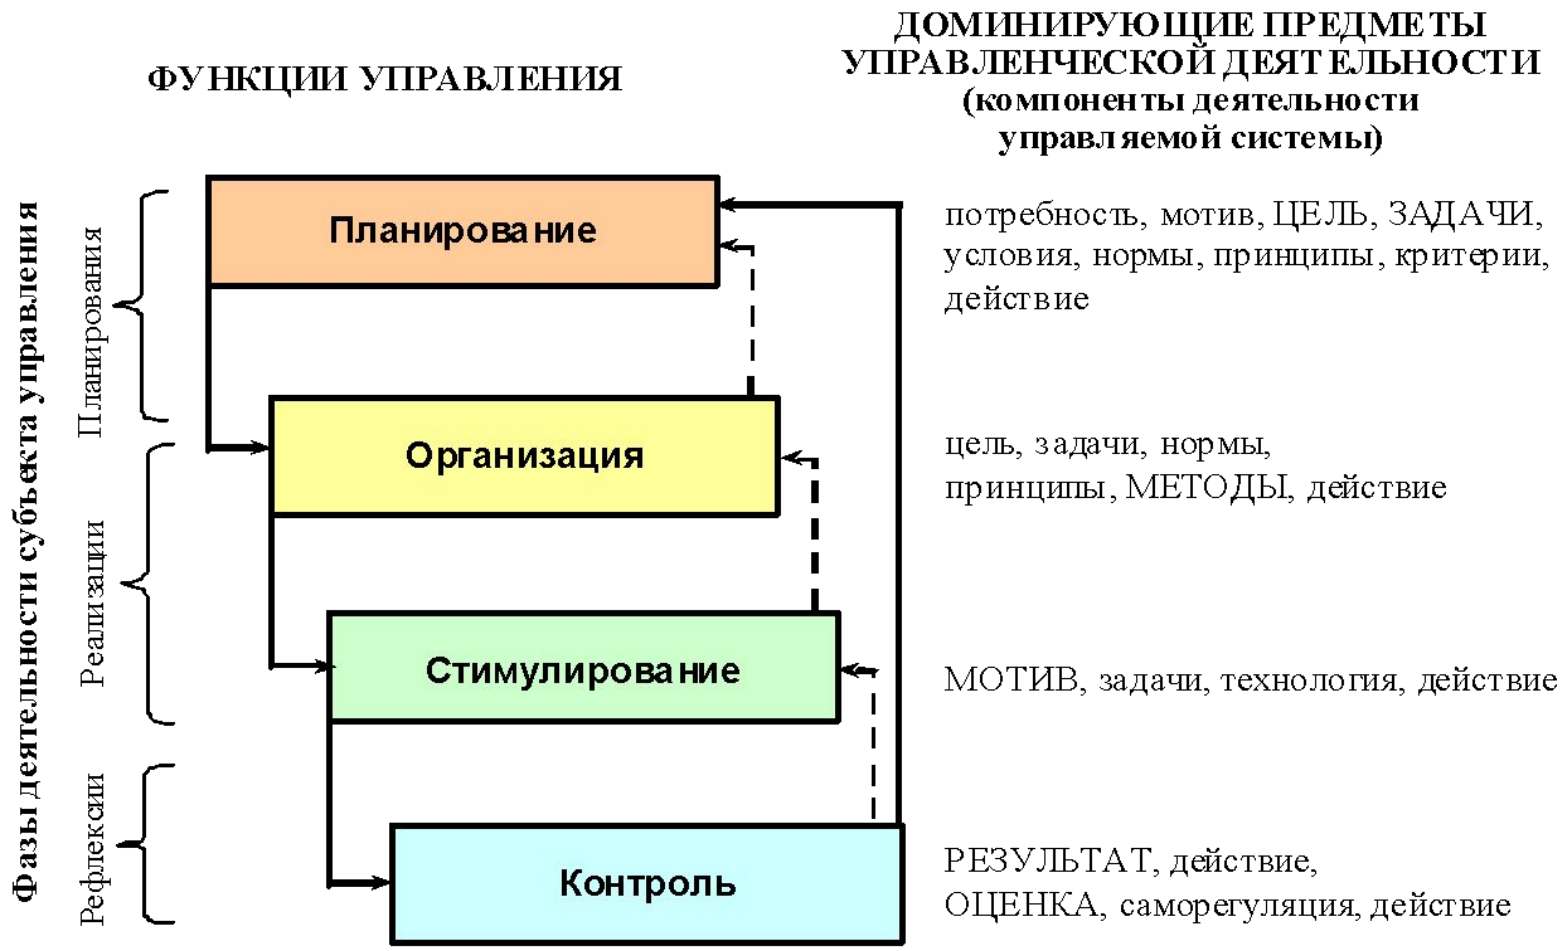 ФУНКЦИИ УПРАВЛЕНИЯ
ДОМИНИРУЮЩИЕ ПРЕДМЕТЫ
УПРАВЛЕНЧЕСКОЙ ДЕЯТЕЛЬНОСТИ
(компоненты деятельности
управляемой системы)
Фазы деятельности субъекта управления
Планирования
Планирование
потребность, мотив, ЦЕЛЬ, ЗАДАЧИ,
условия, нормы, принципы, критерии,
действие
Реализации
Организация
цель, задачи, нормы,
принципы, МЕТОДЫ, действие
Стимулирование
МОТИВ, задачи, технология, действие
Рефлексии
Контроль
РЕЗУЛЬТАТ, действие,
ОЦЕНКА, саморегуляция, действие